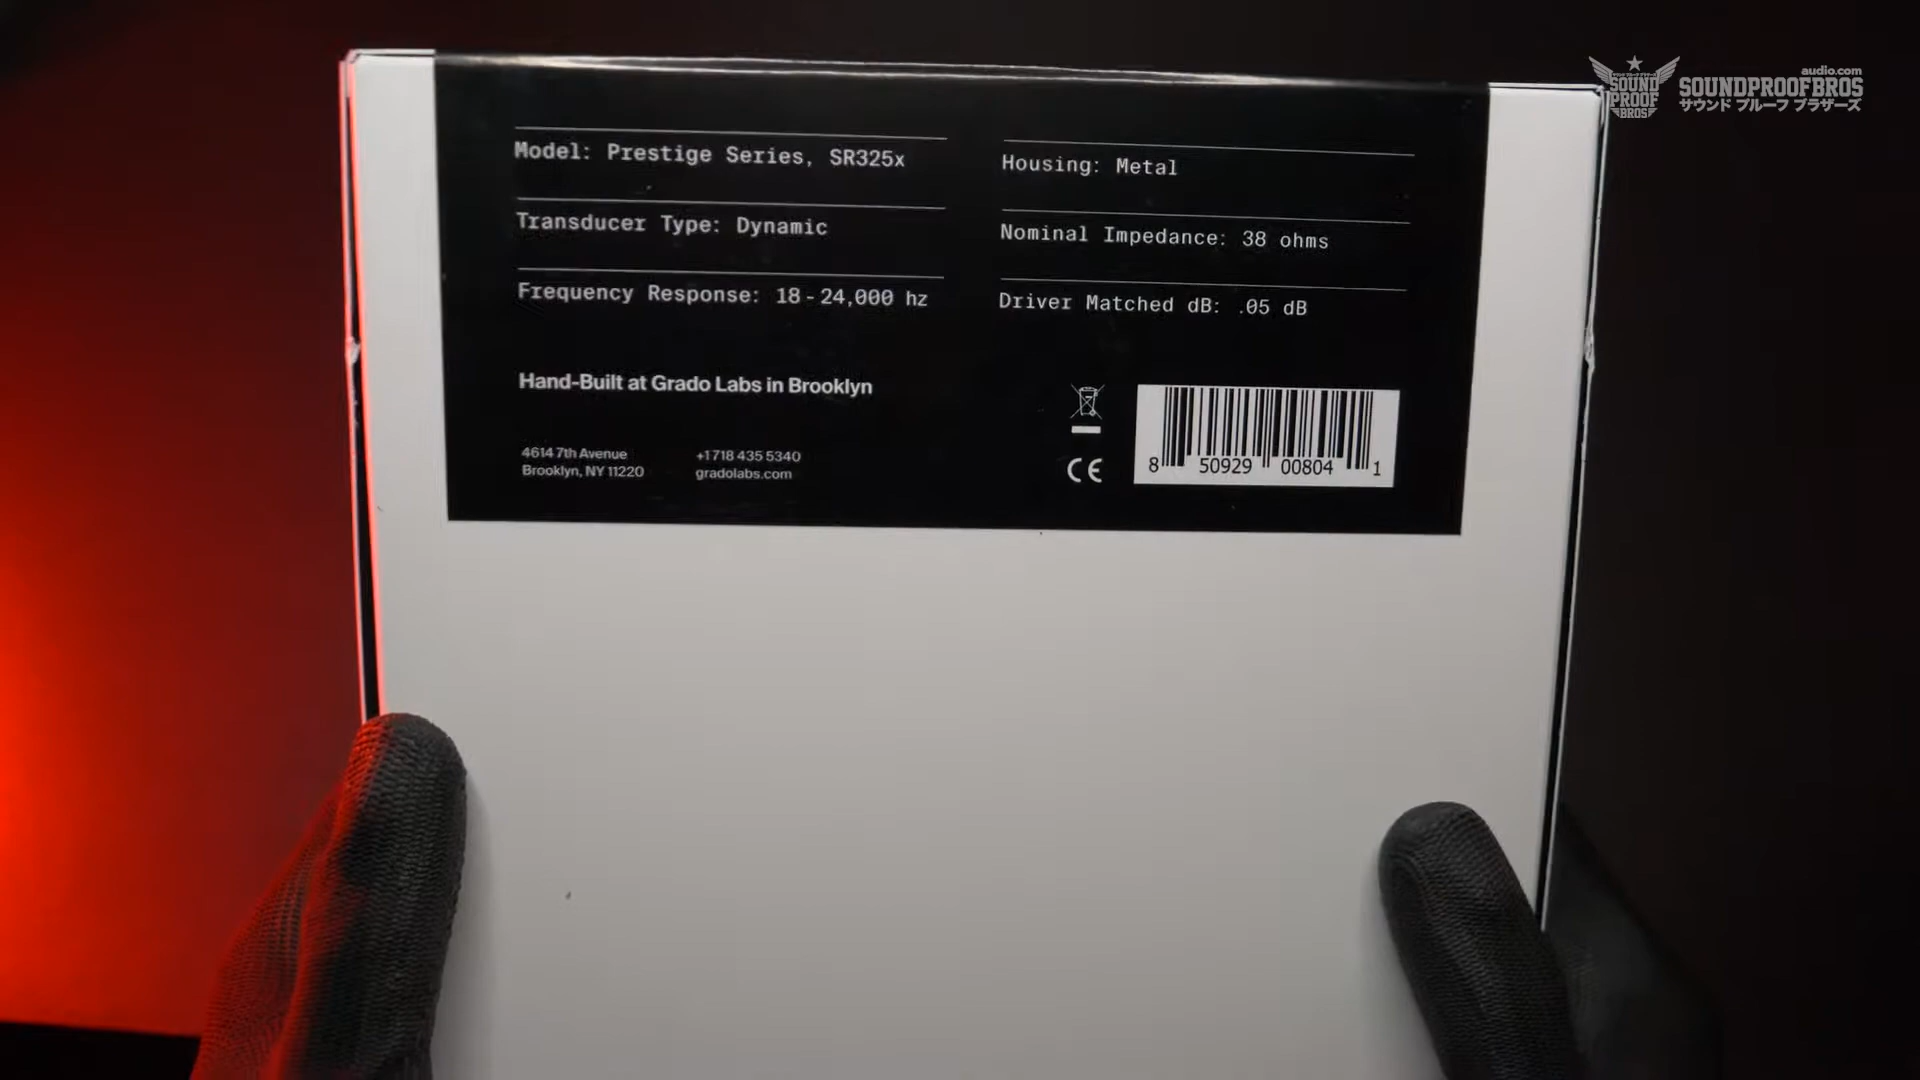 Model: Prestige Series, SR325x
Transducer Type: Dynamic
Frequency Response: 18-24,000 hz
Housing: Metal
Nominal Impedance: 38 ohms
Driver Matched dB: .05 dB
Hand-Built at Grado Labs in Brooklyn
4614 7th Avenue
Brooklyn, NY 11220
+1 718 435 5340
gradolabs.com
CE
8 50929 00804 1
SOUND
PROOF
BROS
audio.com
SOUNDPROOFBROS
サウンド プルーフ ブラザーズ